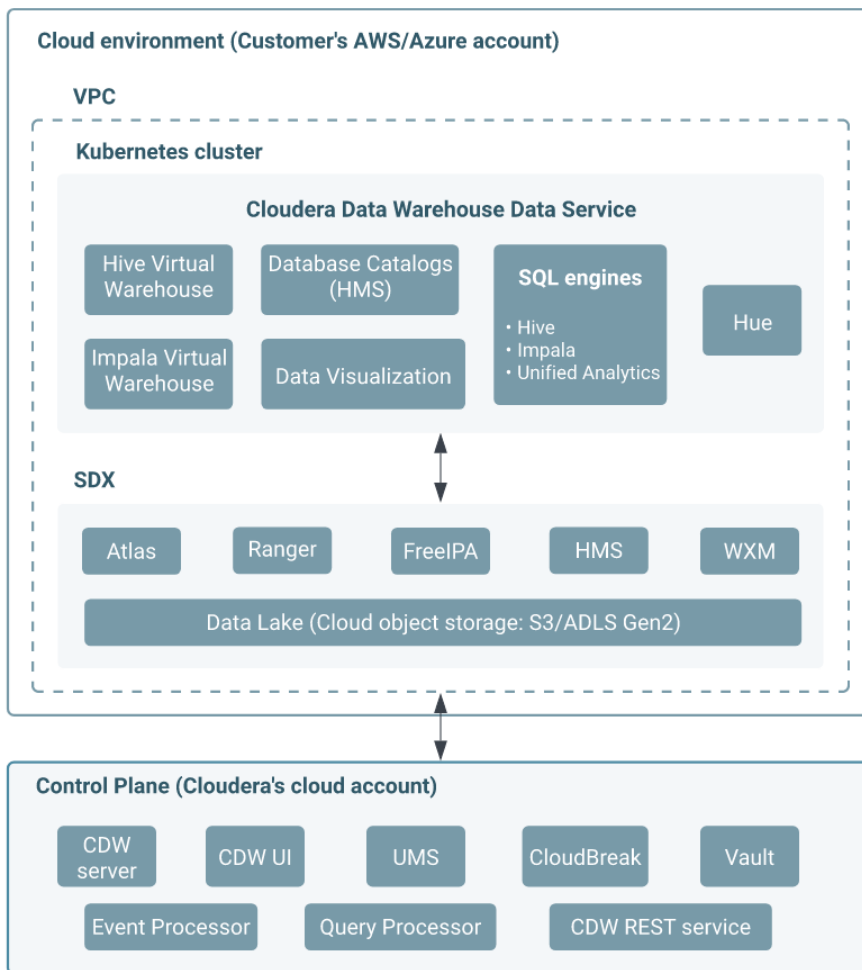 Cloud environment (Customer's AWS/Azure account)
VPC
Kubernetes cluster
Cloudera Data Warehouse Data Service
Hive Virtual
Warehouse
Database Catalogs
(HMS)
SQL engines
• Hive
• Impala
• Unified Analytics
Hue
Impala Virtual
Warehouse
Data Visualization
SDX
Atlas
Ranger
FreeIPA
HMS
WXM
Data Lake (Cloud object storage: S3/ADLS Gen2)
Control Plane (Cloudera's cloud account)
CDW
server
CDW UI
UMS
CloudBreak
Vault
Event Processor
Query Processor
CDW REST service